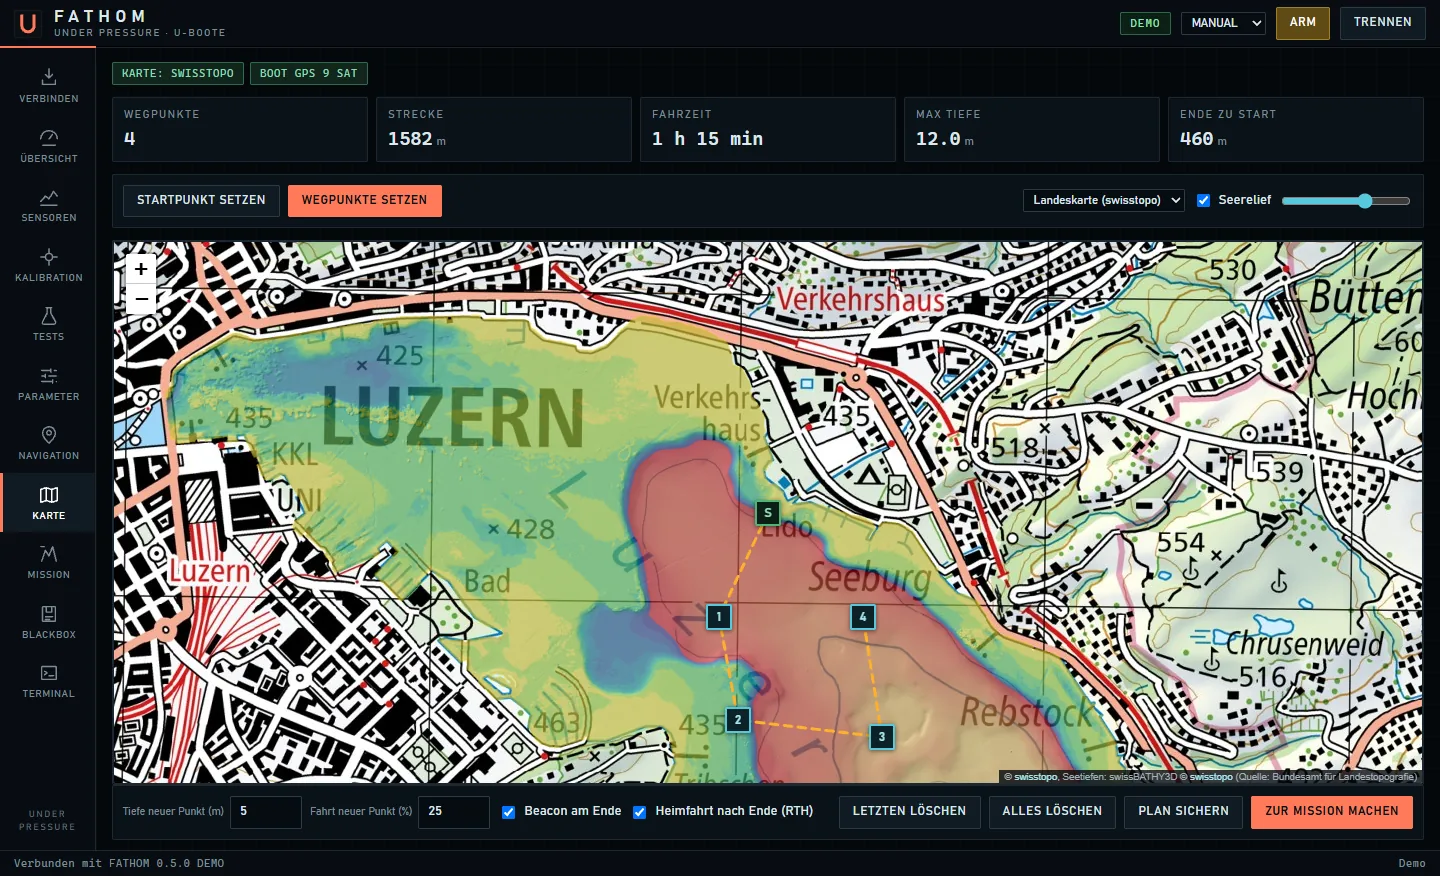 FATHOM
UNDER PRESSURE · U-BOOTE
DEMO
MANUAL
ARM
TRENNEN
VERBINDEN
ÜBERSICHT
SENSOREN
KALIBRATION
TESTS
PARAMETER
NAVIGATION
KARTE
MISSION
BLACKBOX
TERMINAL
UNDER
PRESSURE
KARTE: SWISSTOPO
BOOT GPS 9 SAT
WEGPUNKTE
4
STRECKE
1582 m
FAHRZEIT
1 h 15 min
MAX TIEFE
12.0 m
ENDE ZU START
460 m
STARTPUNKT SETZEN
WEGPUNKTE SETZEN
Landeskarte (swisstopo)
Seerelief
+
−
530
Verkehrshaus
425
LUZERN
435
KKL
UNI
Verkehrs-
haus
435
518
539
Hoch
428
Bad
Luzern
S
Lido
Seeburg
554
1
4
Chrusenweid
516
463
435
2
3
Rebstock
Tribschen
© swisstopo, Seetiefen: swissBATHY3D © swisstopo (Quelle: Bundesamt für Landestopografie)
Tiefe neuer Punkt (m)
5
Fahrt neuer Punkt (%)
25
Beacon am Ende
Heimfahrt nach Ende (RTH)
LETZTEN LÖSCHEN
ALLES LÖSCHEN
PLAN SICHERN
ZUR MISSION MACHEN
Verbunden mit FATHOM 0.5.0 DEMO
Demo